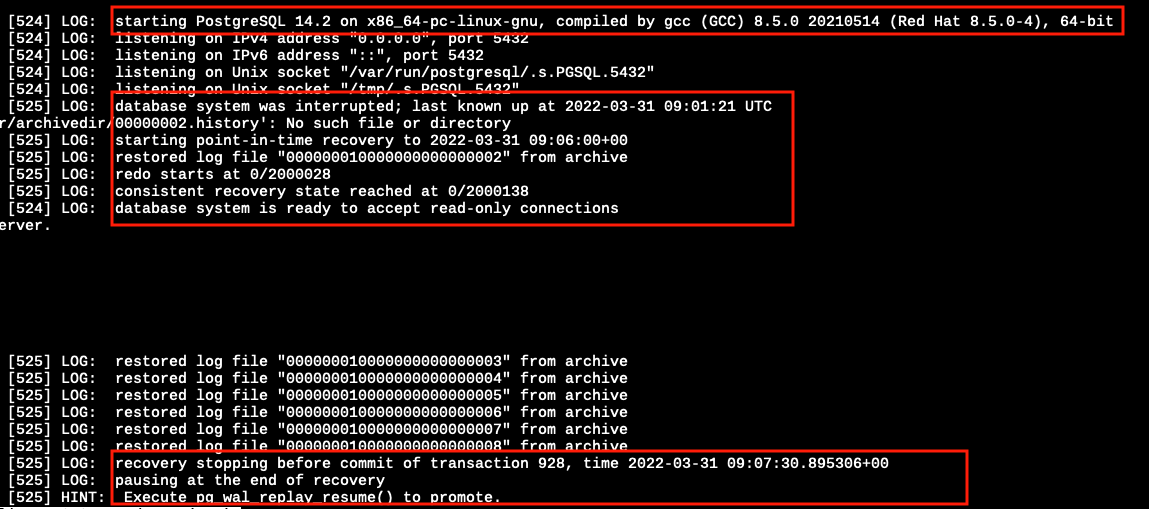 [524] LOG:  starting PostgreSQL 14.2 on x86_64-pc-linux-gnu, compiled by gcc (GCC) 8.5.0 20210514 (Red Hat 8.5.0-4), 64-bit
[524] LOG:  listening on IPv4 address "0.0.0.0", port 5432
[524] LOG:  listening on IPv6 address "::", port 5432
[524] LOG:  listening on Unix socket "/var/run/postgresql/.s.PGSQL.5432"
[524] LOG:  listening on Unix socket "/tmp/.s.PGSQL.5432"
[525] LOG:  database system was interrupted; last known up at 2022-03-31 09:01:21 UTC
r/archivedir/00000002.history': No such file or directory
[525] LOG:  starting point-in-time recovery to 2022-03-31 09:06:00+00
[525] LOG:  restored log file "000000010000000000000002" from archive
[525] LOG:  redo starts at 0/2000028
[525] LOG:  consistent recovery state reached at 0/2000138
[524] LOG:  database system is ready to accept read-only connections
erver.
[525] LOG:  restored log file "000000010000000000000003" from archive
[525] LOG:  restored log file "000000010000000000000004" from archive
[525] LOG:  restored log file "000000010000000000000005" from archive
[525] LOG:  restored log file "000000010000000000000006" from archive
[525] LOG:  restored log file "000000010000000000000007" from archive
[525] LOG:  restored log file "000000010000000000000008" from archive
[525] LOG:  recovery stopping before commit of transaction 928, time 2022-03-31 09:07:30.895306+00
[525] LOG:  pausing at the end of recovery
[525] HINT:  Execute pg_wal_replay_resume() to promote.